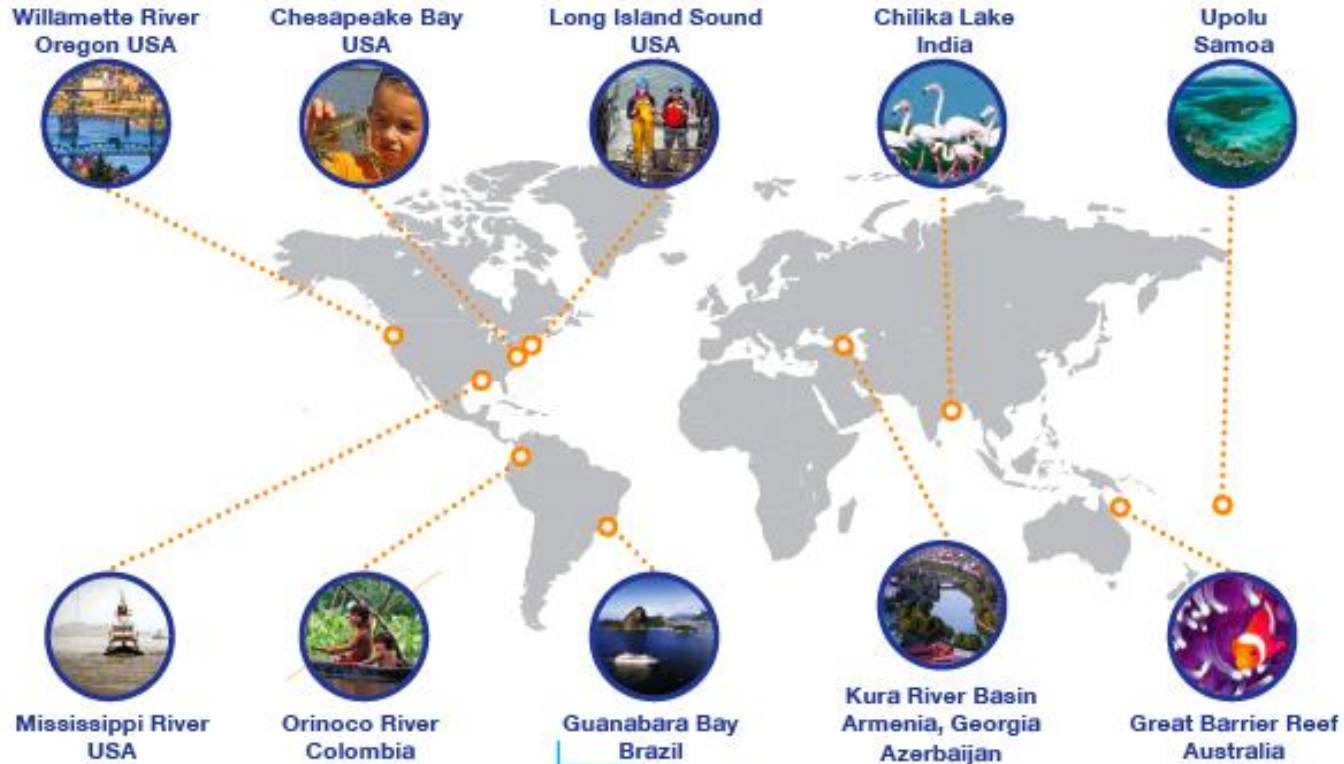 Willamette River
Oregon USA
Chesapeake Bay
USA
Long Island Sound
USA
Chilika Lake
India
Upolu
Samoa
Mississippi River
USA
Orinoco River
Colombia
Guanabara Bay
Brazil
Kura River Basin
Armenia, Georgia
Azerbaijan
Great Barrier Reef
Australia